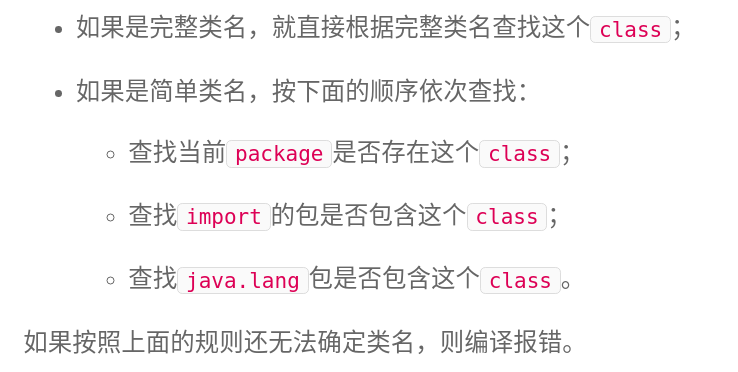 如果是完整类名，就直接根据完整类名查找这个class；
如果是简单类名，按下面的顺序依次查找：
查找当前package是否存在这个class；
查找import的包是否包含这个class；
查找java.lang包是否包含这个class。
如果按照上面的规则还无法确定类名，则编译报错。